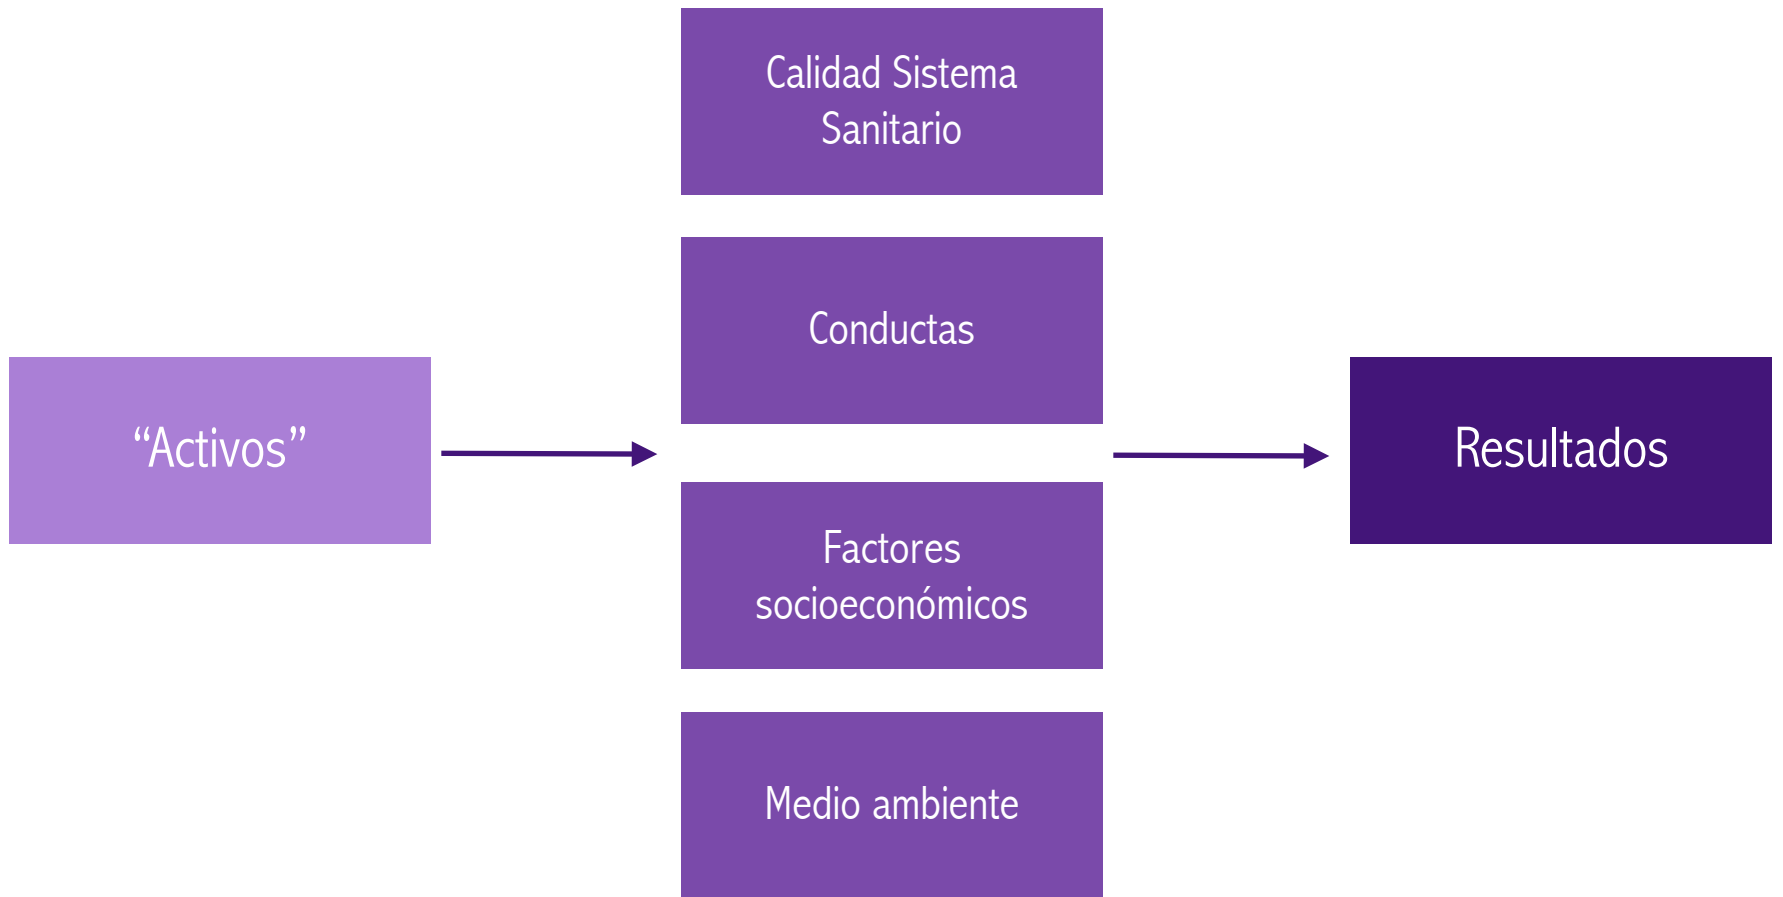 Calidad Sistema
Sanitario
Conductas
“Activos”
Resultados
Factores
socioeconómicos
Medio ambiente